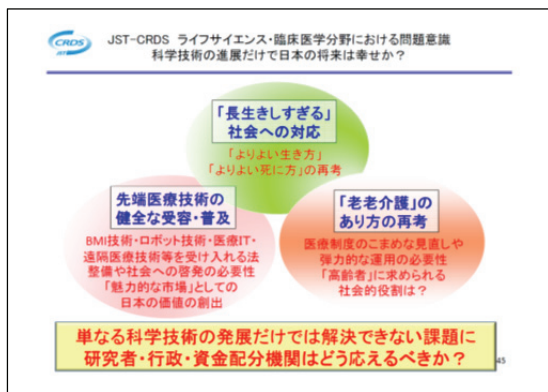 CRDS
JST
JST-CRDS ライフサイエンス・臨床医学分野における問題意識
科学技術の進展だけで日本の将来は幸せか？
「長生きしすぎる」
社会への対応
「よりよい生き方」
「よりよい死に方」の再考
先端医療技術の
健全な受容・普及
BMI技術・ロボット技術・医療IT・
遠隔医療技術等を受け入れる法
整備や社会への啓発の必要性
「魅力的な市場」としての
日本の価値の創出
「老老介護」の
あり方の再考
医療制度のこまめな見直しや
弾力的な運用の必要性
「高齢者」に求められる
社会的役割は？
単なる科学技術の発展だけでは解決できない課題に
研究者・行政・資金配分機関はどう応えるべきか？
45